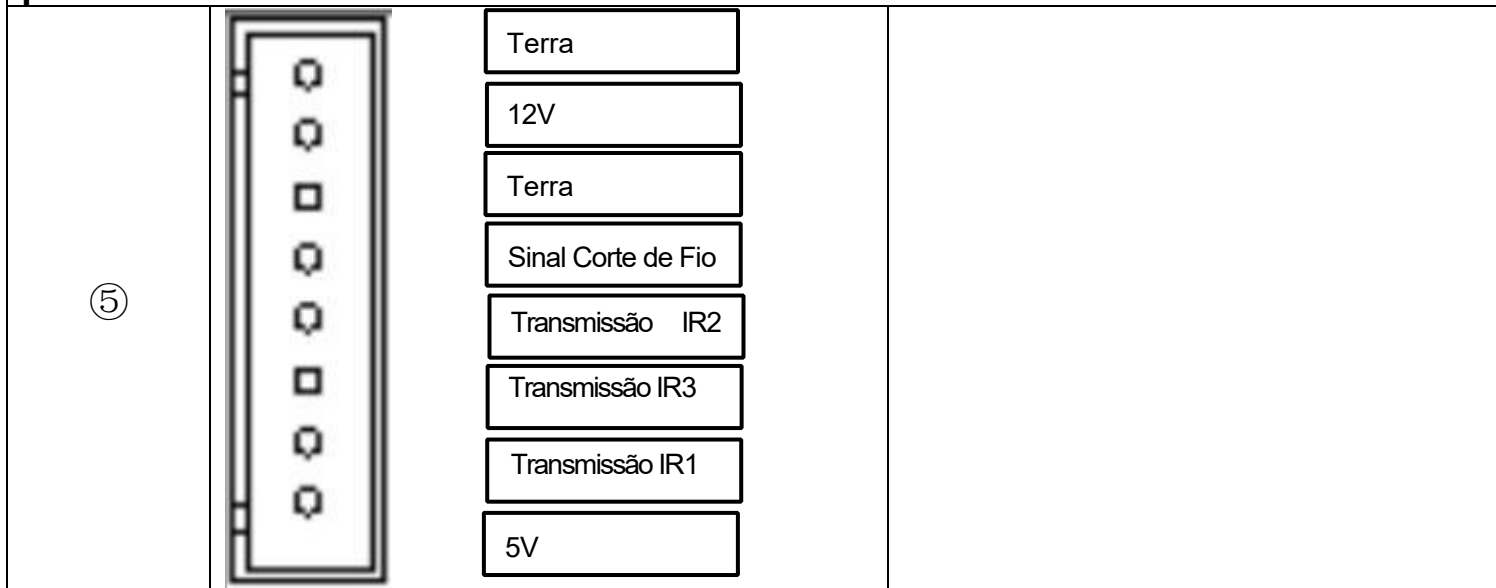 ⑤
Terra
12V
Terra
Sinal Corte de Fio
Transmissão IR2
Transmissão IR3
Transmissão IR1
5V